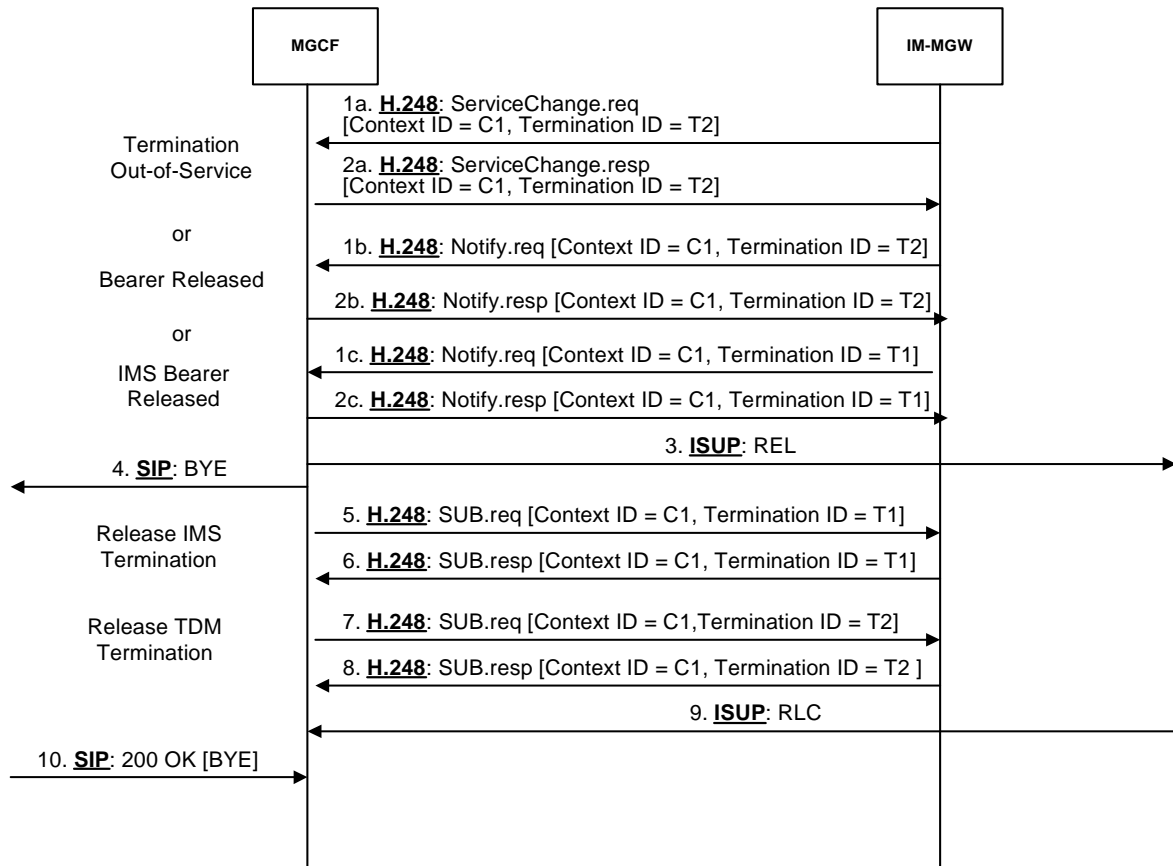 MGCF
IM-MGW
1a. H.248: ServiceChange.req
[Context ID = C1, Termination ID = T2]
Termination
Out-of-Service
2a. H.248: ServiceChange.resp
[Context ID = C1, Termination ID = T2]
or
1b. H.248: Notify.req [Context ID = C1, Termination ID = T2]
Bearer Released
2b. H.248: Notify.resp [Context ID = C1, Termination ID = T2]
or
1c. H.248: Notify.req [Context ID = C1, Termination ID = T1]
IMS Bearer
Released
2c. H.248: Notify.resp [Context ID = C1, Termination ID = T1]
3. ISUP: REL
4. SIP: BYE
5. H.248: SUB.req [Context ID = C1, Termination ID = T1]
Release IMS
Termination
6. H.248: SUB.resp [Context ID = C1, Termination ID = T1]
7. H.248: SUB.req [Context ID = C1,Termination ID = T2]
Release TDM
Termination
8. H.248: SUB.resp [Context ID = C1, Termination ID = T2 ]
9. ISUP: RLC
10. SIP: 200 OK [BYE]